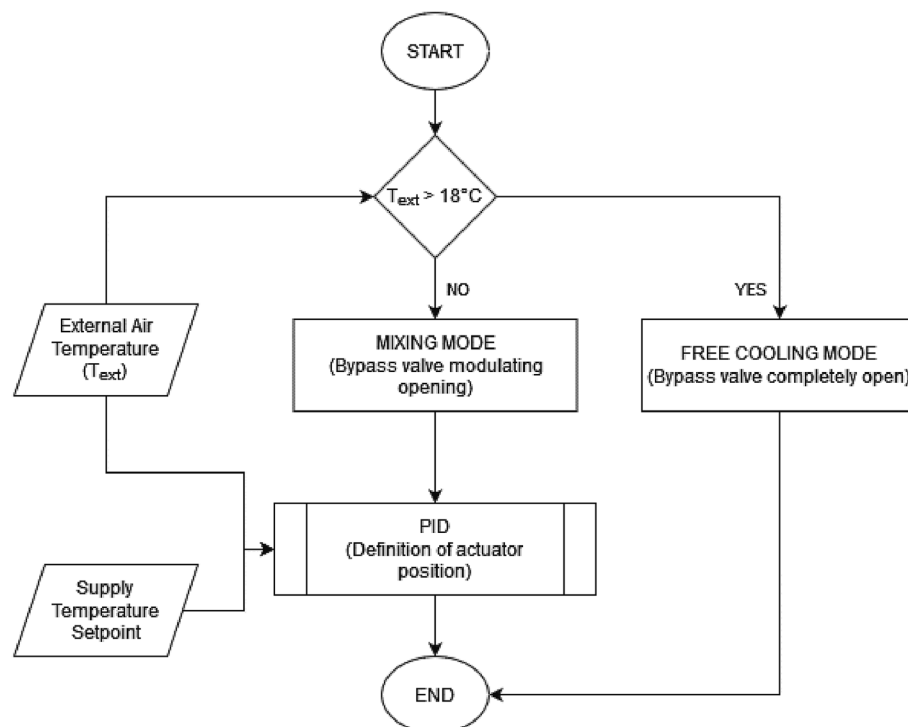 START
T_ext > 18°C
NO
YES
External Air
Temperature
(T_ext)
MIXING MODE
(Bypass valve modulating
opening)
FREE COOLING MODE
(Bypass valve completely open)
PID
(Definition of actuator
position)
Supply
Temperature
Setpoint
END